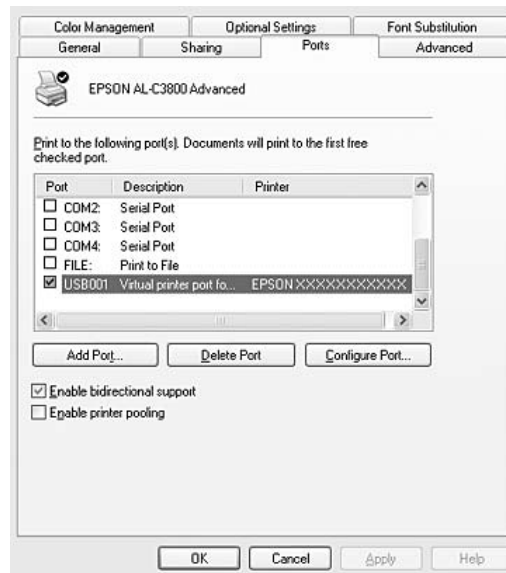 Color Management Optional Settings Font Substitution
General Sharing Ports Advanced
EPSON AL-C3800 Advanced
Print to the following port(s). Documents will print to the first free
checked port.
Port Description Printer
COM2: Serial Port
COM3: Serial Port
COM4: Serial Port
FILE: Print to File
USB001 Virtual printer port fo... EPSON XXXXXXXXXXX
Add Port... Delete Port Configure Port...
Enable bidirectional support
Enable printer pooling
OK Cancel Apply Help